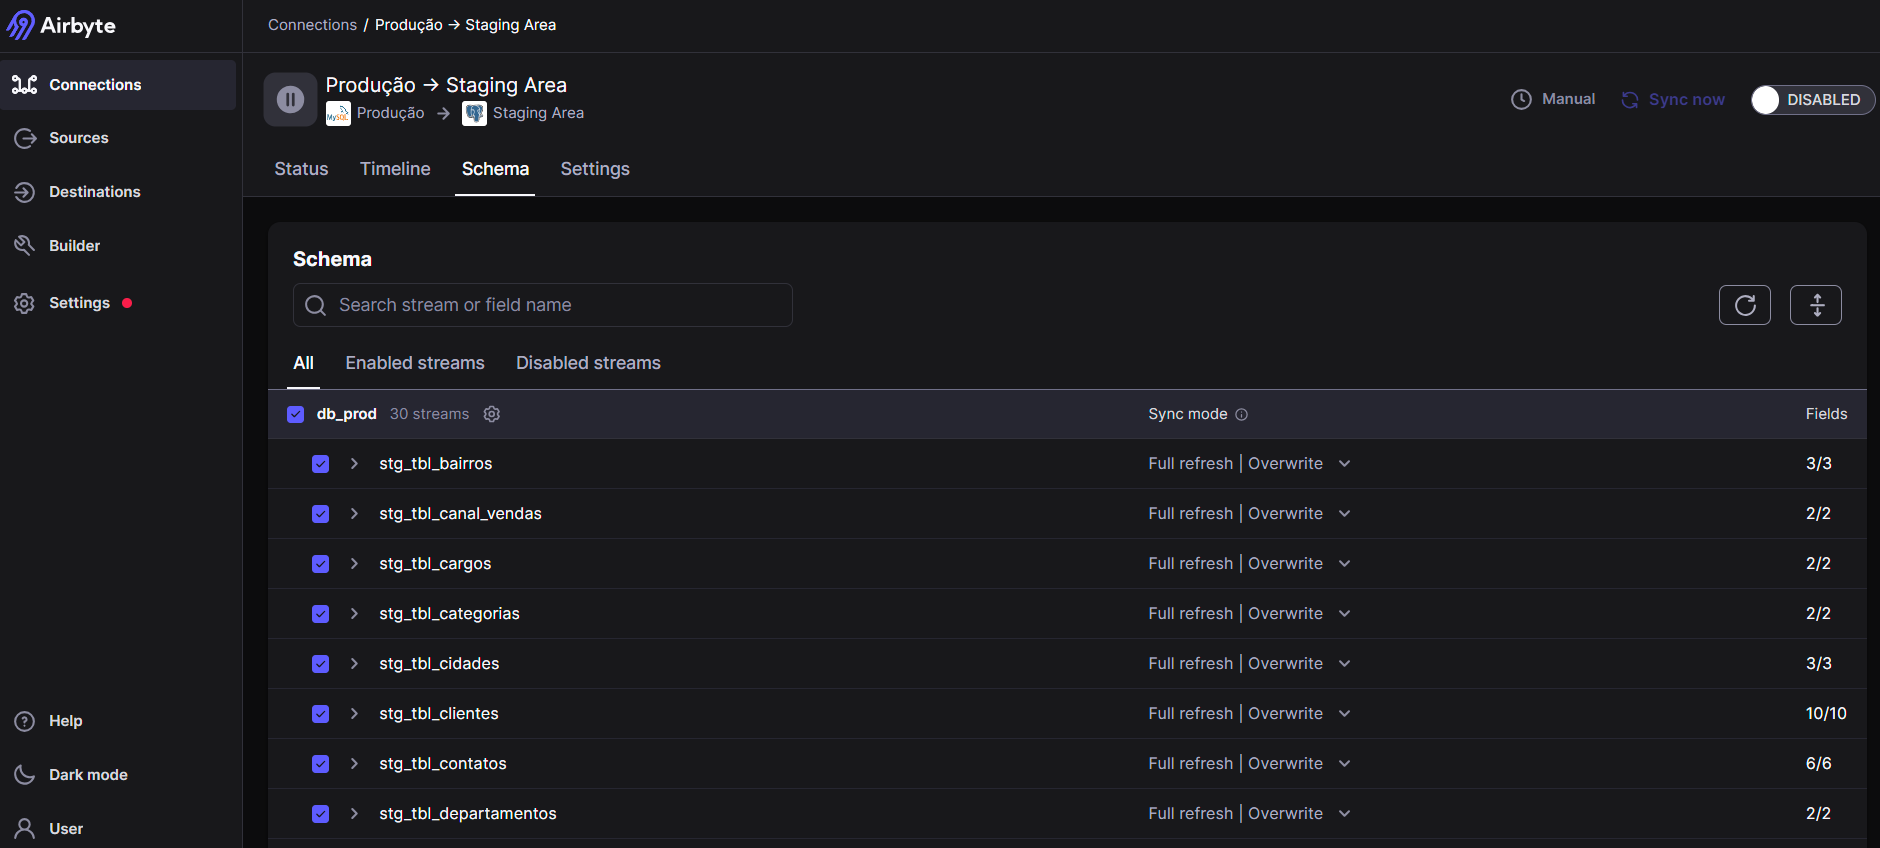 Airbyte
Connections / Produção → Staging Area
Connections
Sources
Destinations
Builder
Settings
Help
Dark mode
User
Produção → Staging Area
MySQL Produção → Staging Area
Manual
Sync now
DISABLED
Status Timeline Schema Settings
Schema
Search stream or field name
All Enabled streams Disabled streams
db_prod 30 streams Sync mode Fields
stg_tbl_bairros Full refresh | Overwrite 3/3
stg_tbl_canal_vendas Full refresh | Overwrite 2/2
stg_tbl_cargos Full refresh | Overwrite 2/2
stg_tbl_categorias Full refresh | Overwrite 2/2
stg_tbl_cidades Full refresh | Overwrite 3/3
stg_tbl_clientes Full refresh | Overwrite 10/10
stg_tbl_contatos Full refresh | Overwrite 6/6
stg_tbl_departamentos Full refresh | Overwrite 2/2